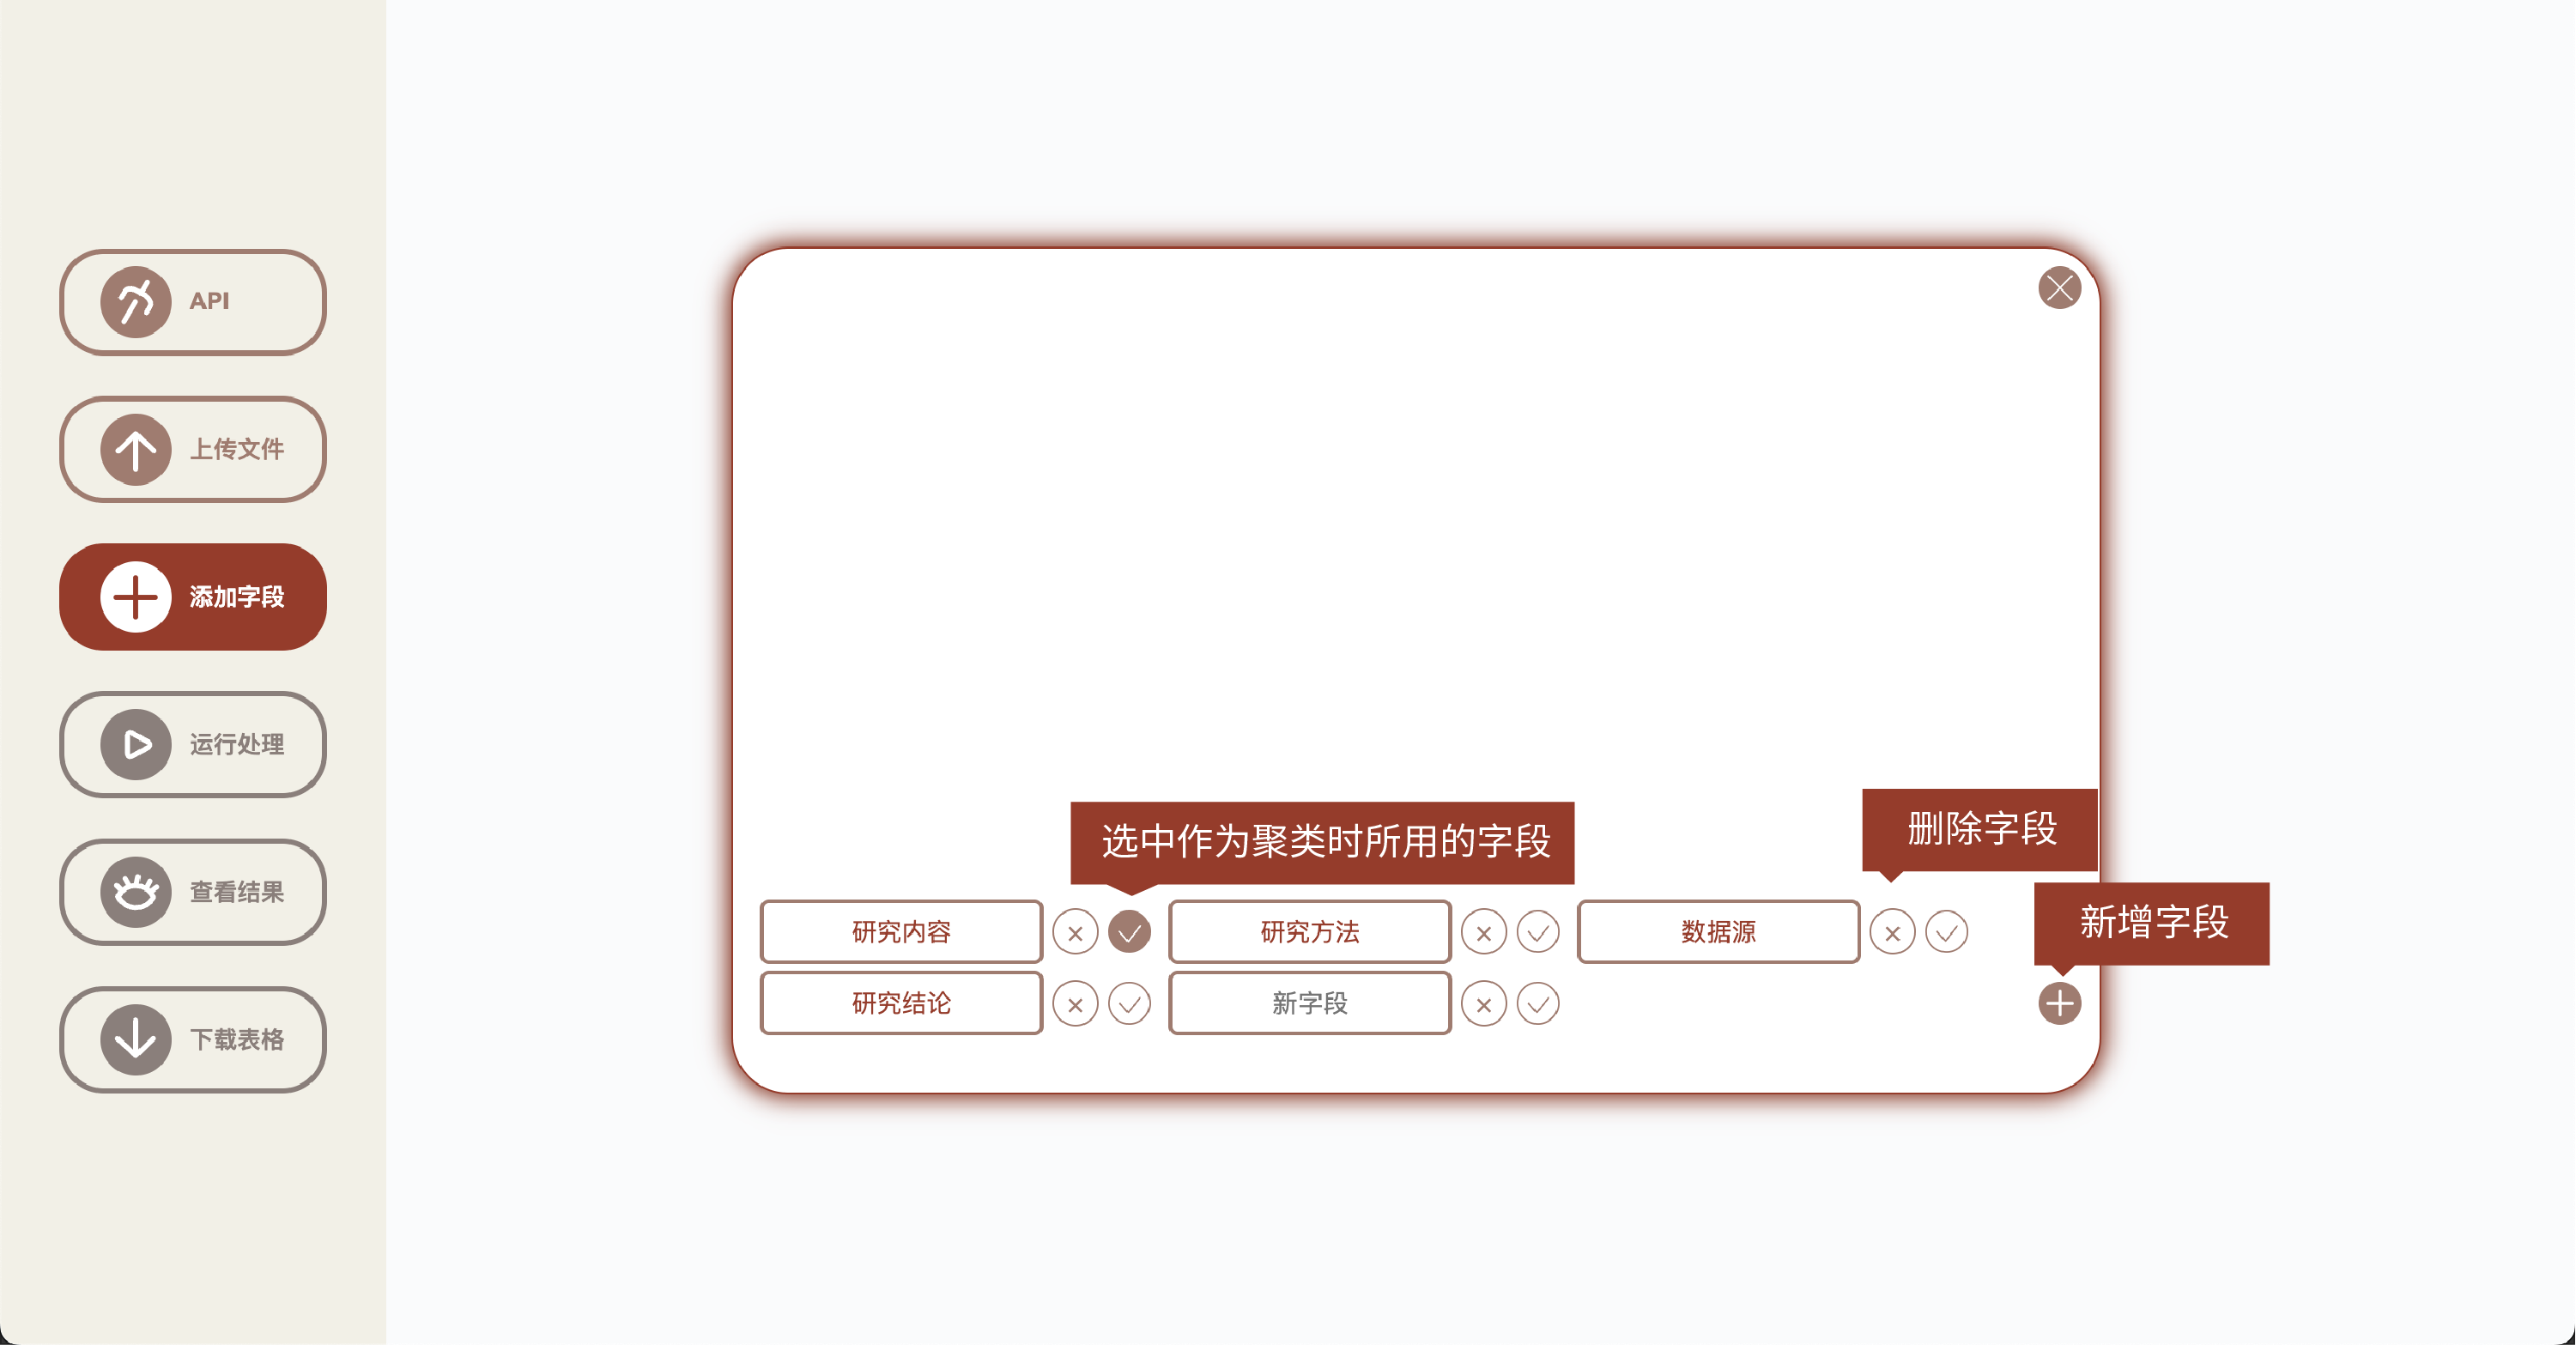 API
上传文件
添加字段
运行处理
查看结果
下载表格
选中作为聚类时所用的字段
删除字段
新增字段
研究内容
研究方法
数据源
研究结论
新字段